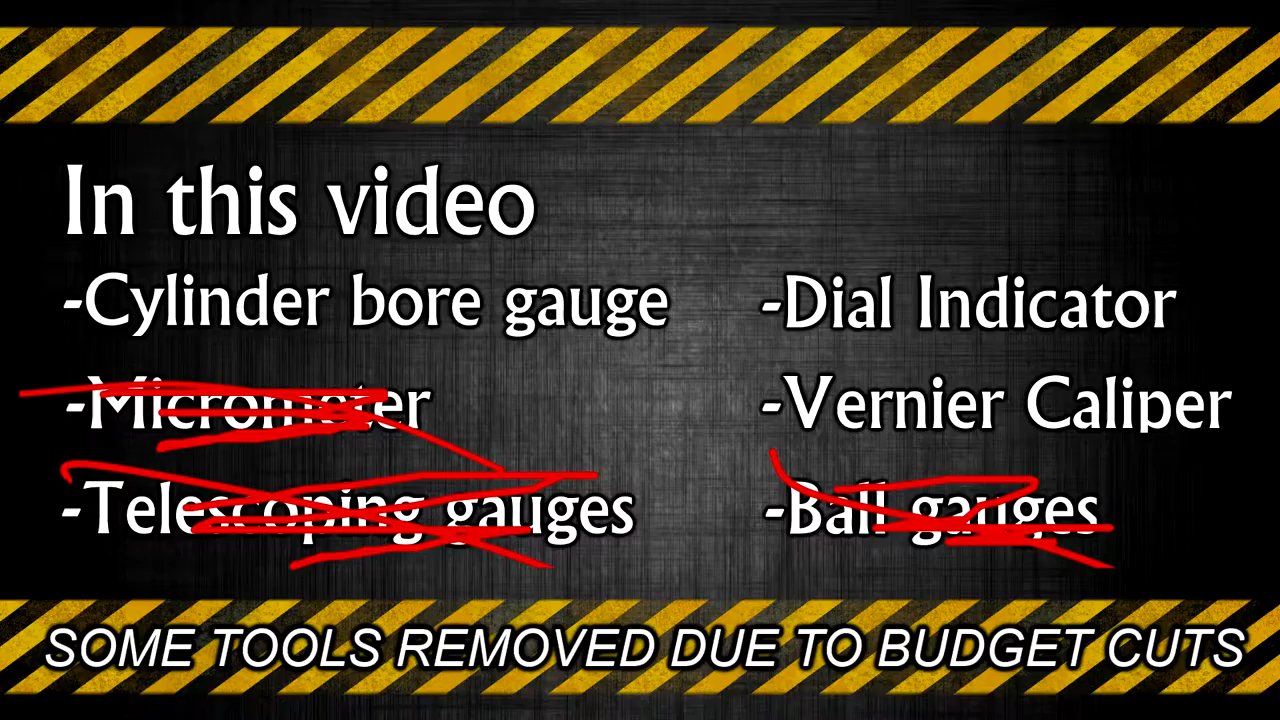 In this video
-Cylinder bore gauge
-Micrometer
-Telescoping gauges
-Dial Indicator
-Vernier Caliper
-Ball gauges
SOME TOOLS REMOVED DUE TO BUDGET CUTS